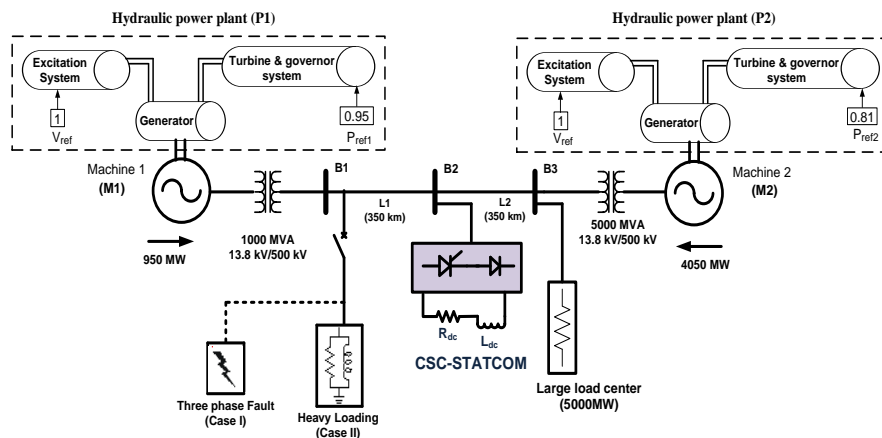 Hydraulic power plant (P1)
Excitation
System
Turbine & governor
system
Generator
1
Vref
0.95
Pref1
Hydraulic power plant (P2)
Excitation
System
Turbine & governor
system
Generator
1
Vref
0.81
Pref2
Machine 1
(M1)
B1
B2
B3
Machine 2
(M2)
L1
(350 km)
L2
(350 km)
950 MW
1000 MVA
13.8 kV/500 kV
5000 MVA
13.8 kV/500 kV
4050 MW
Rdc
Ldc
CSC-STATCOM
Three phase Fault
(Case I)
Heavy Loading
(Case II)
Large load center
(5000MW)